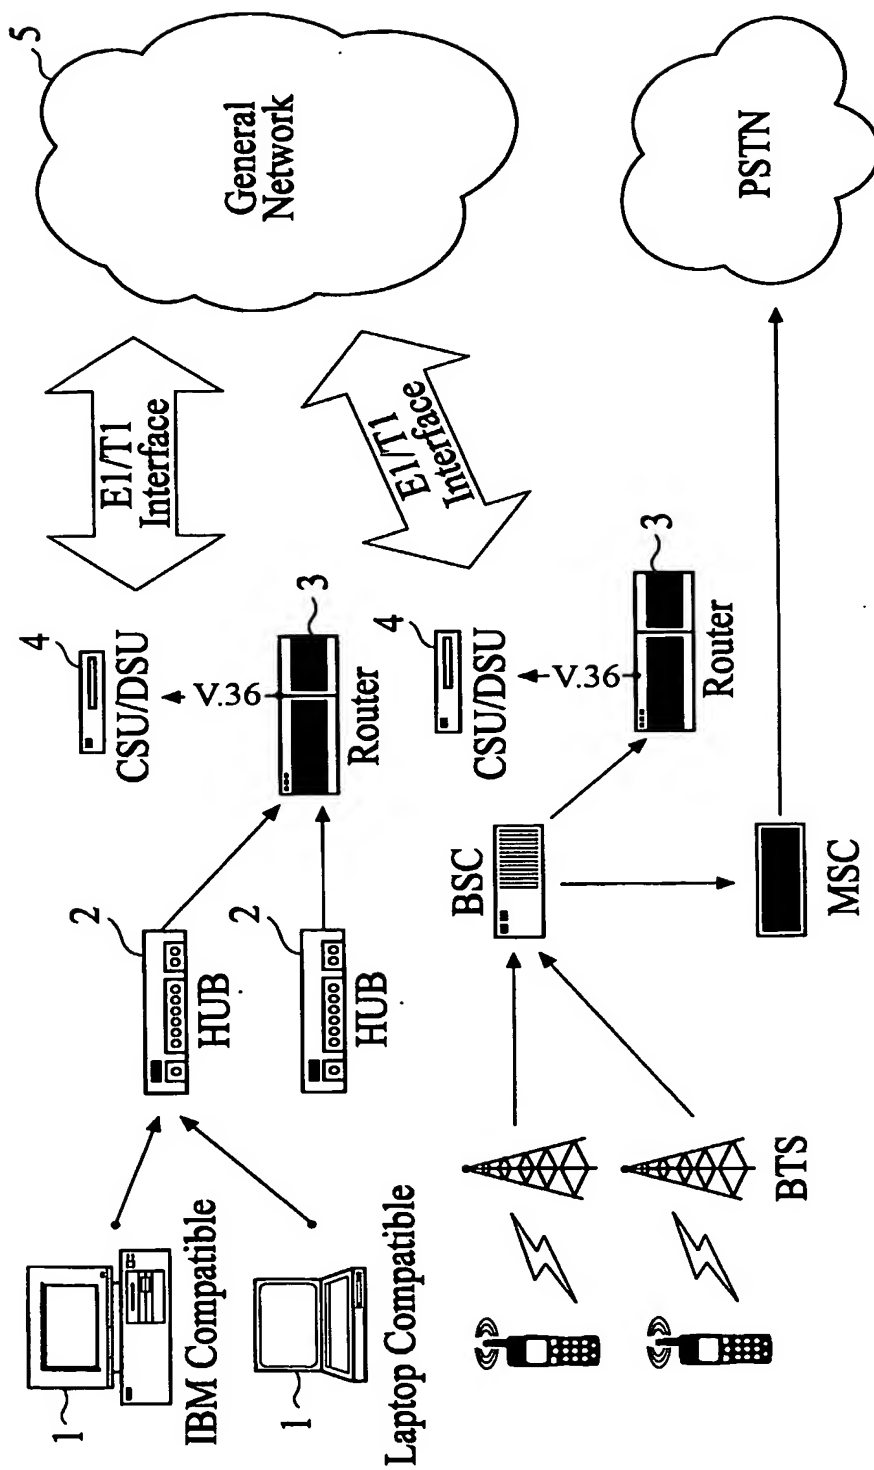 5
General
Network
E1/T1
Interface
4
CSU/DSU
V.36
3
Router
2
HUB
2
HUB
1
IBM Compatible
1
Laptop Compatible
PSTN
E1/T1
Interface
4
CSU/DSU
V.36
3
Router
BSC
MSC
BTS